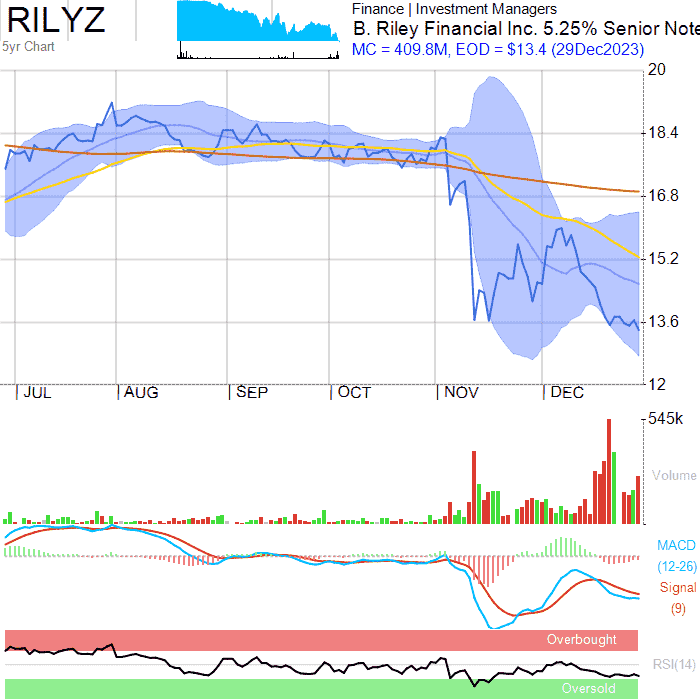 RILYZ
5yr Chart
Finance | Investment Managers
B. Riley Financial Inc. 5.25% Senior Note
MC = 409.8M, EOD = $13.4 (29Dec2023)
20
18.4
16.8
15.2
13.6
12
JUL AUG SEP OCT NOV DEC
545k
Volume
MACD
(12-26)
Signal
(9)
Overbought
RSI(14)
Oversold